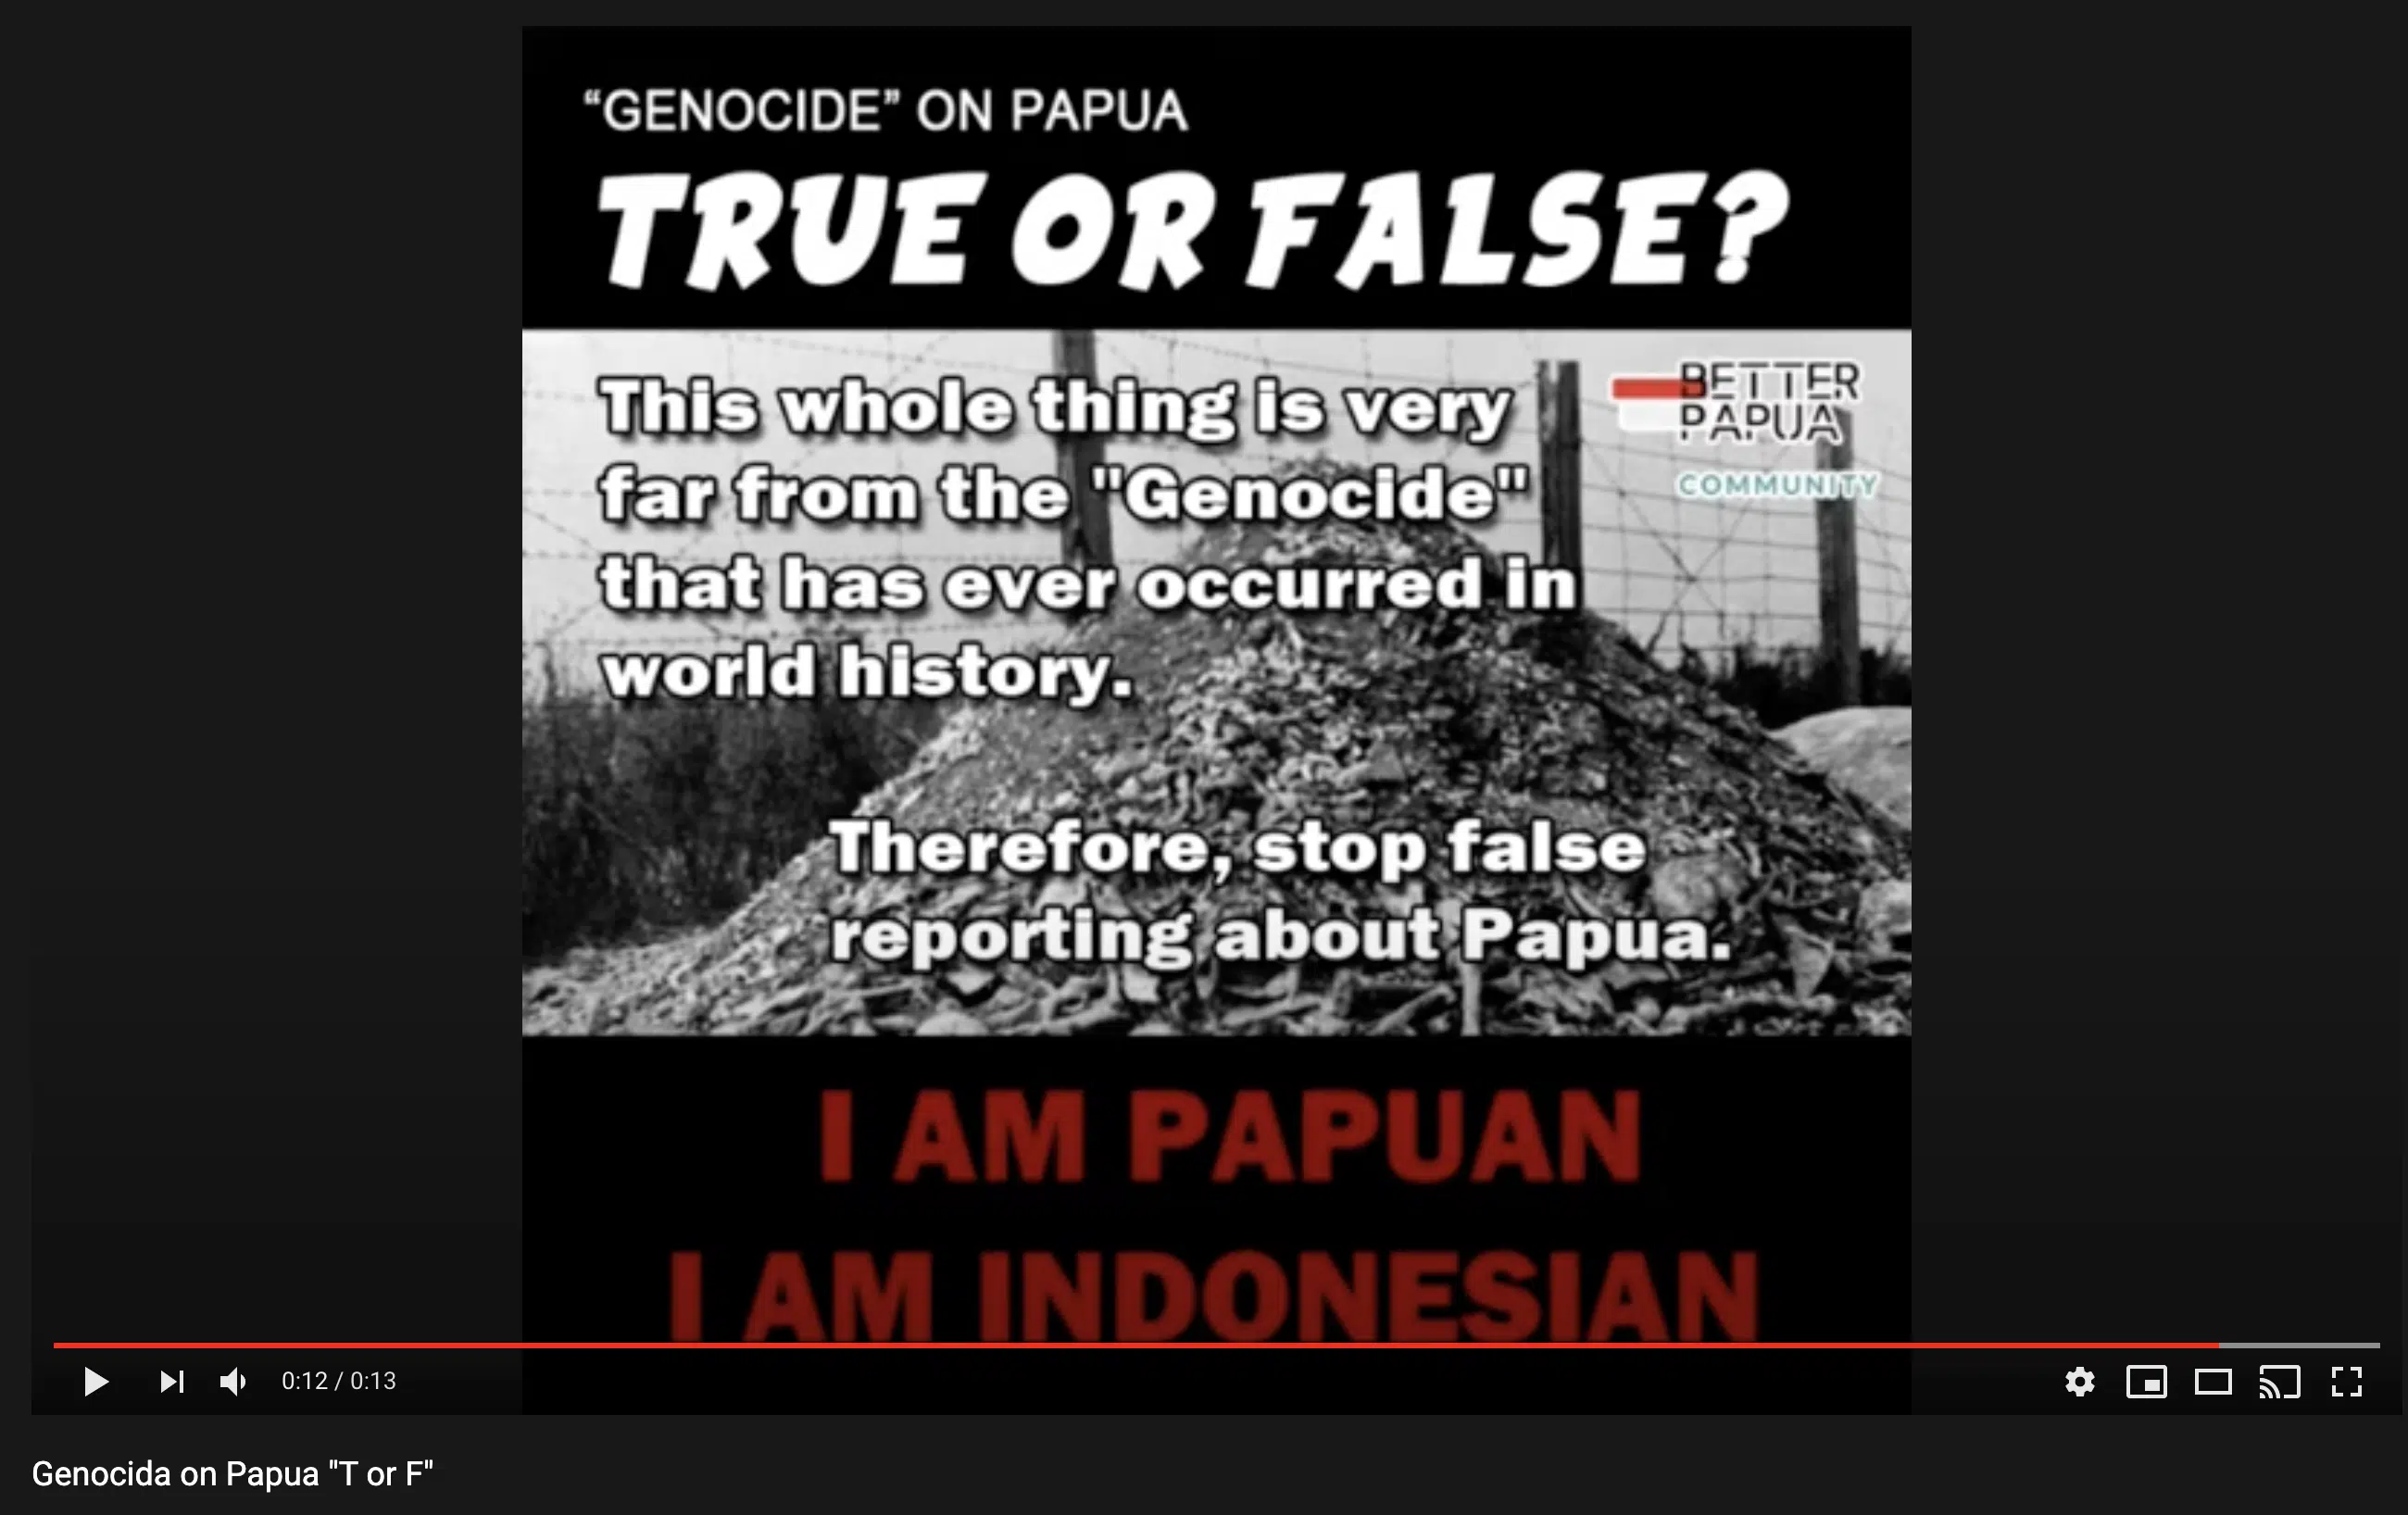 “GENOCIDE” ON PAPUA
TRUE OR FALSE?
This whole thing is very
far from the "Genocide"
that has ever occurred in
world history.
BETTER
PAPUA
COMMUNITY
Therefore, stop false
reporting about Papua.
I AM PAPUAN
I AM INDONESIAN
0:12 / 0:13
Genocida on Papua "T or F"